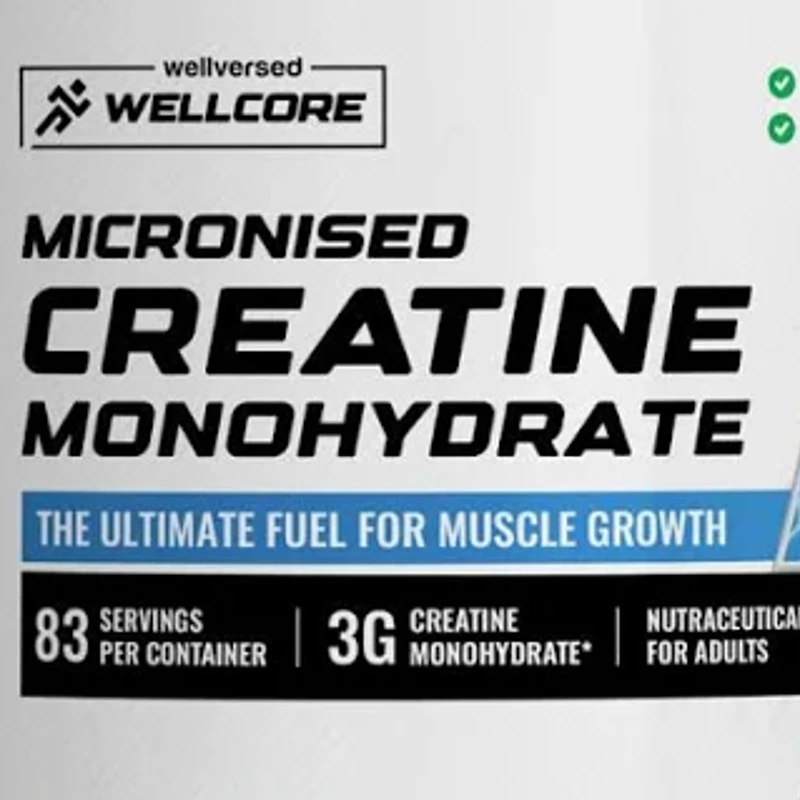 wellversed
WELLCORE
MICRONISED
CREATINE
MONOHYDRATE
THE ULTIMATE FUEL FOR MUSCLE GROWTH
83 SERVINGS
PER CONTAINER
3G CREATINE
MONOHYDRATE*
NUTRACEUTICA
FOR ADULTS